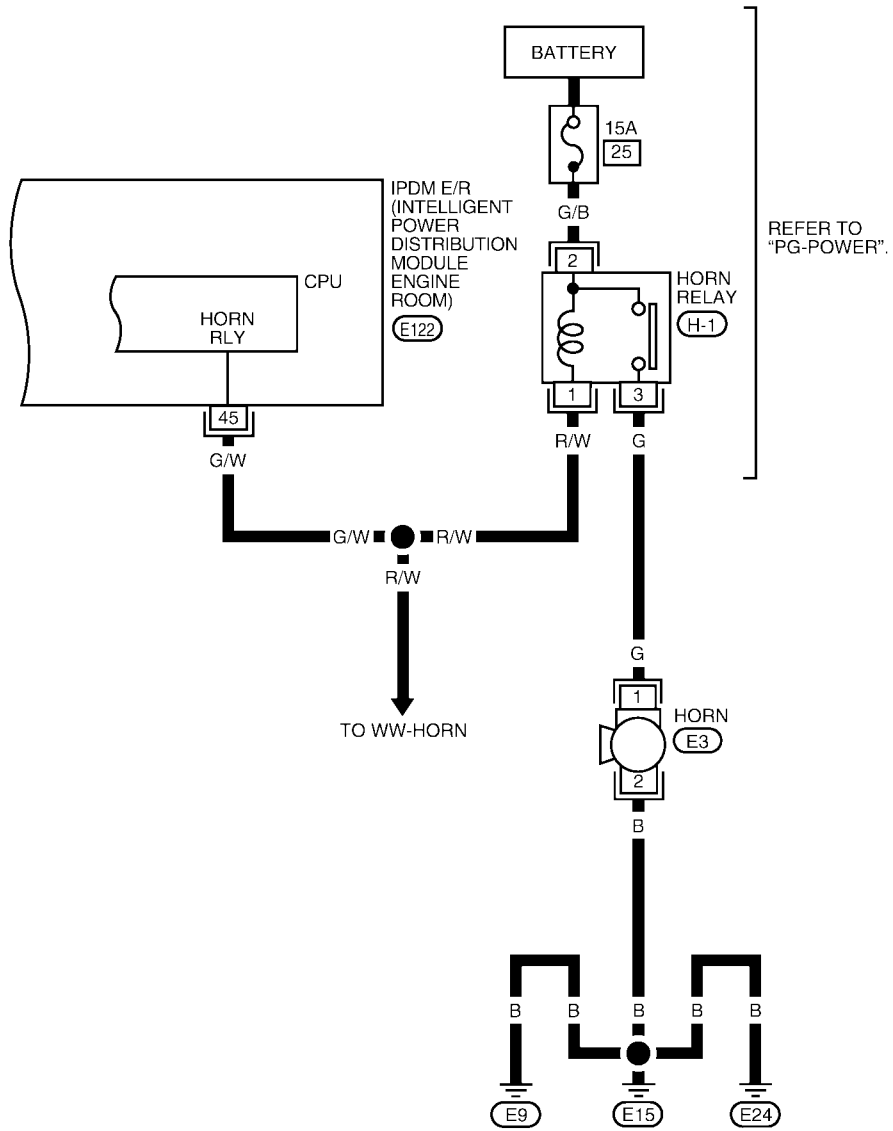 BATTERY
15A
25
G/B
2
HORN
RELAY
H-1
REFER TO
“PG-POWER”.
IPDM E/R
(INTELLIGENT
POWER
DISTRIBUTION
MODULE
ENGINE
ROOM)
E122
CPU
HORN
RLY
45
G/W
1
3
R/W
G
G/W
R/W
R/W
TO WW-HORN
G
1
HORN
E3
2
B
B
B
B
B
B
E9
E15
E24